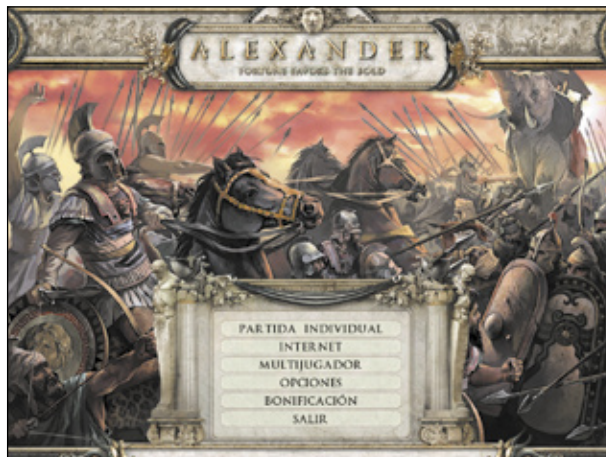 ALEXANDER
FORTUNE FAVORS THE BOLD
PARTIDA INDIVIDUAL
INTERNET
MULTIJUGADOR
OPCIONES
BONIFICACIÓN
SALIR